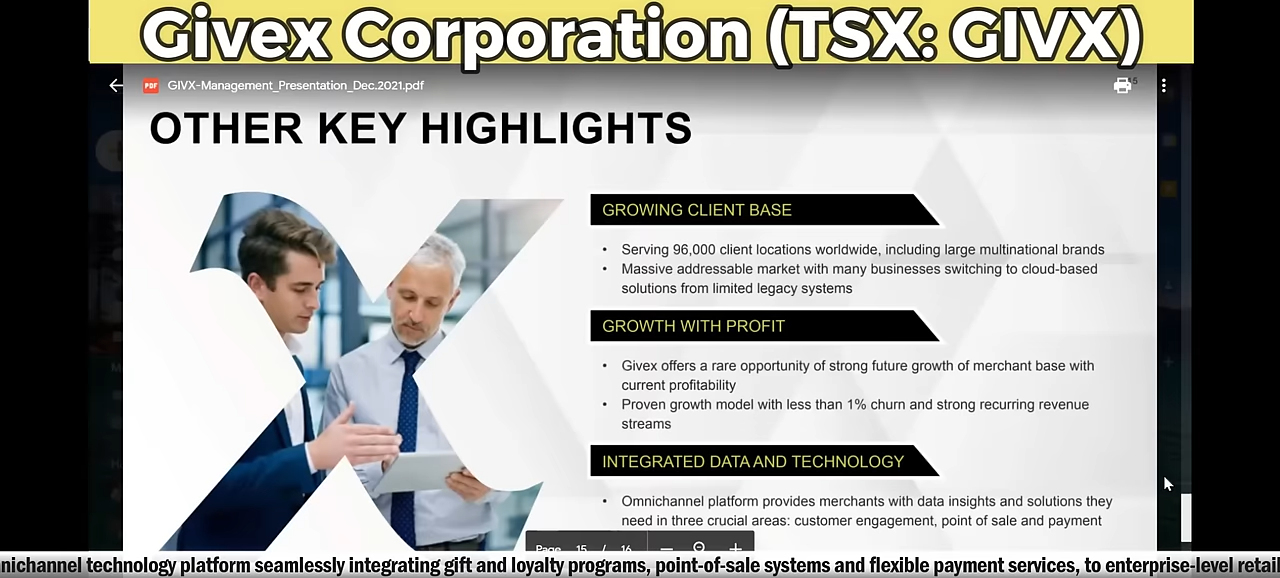 Givex Corporation (TSX: GIVX)
PDF GIVX-Management_Presentation_Dec.2021.pdf
OTHER KEY HIGHLIGHTS
GROWING CLIENT BASE
• Serving 96,000 client locations worldwide, including large multinational brands
• Massive addressable market with many businesses switching to cloud-based
solutions from limited legacy systems
GROWTH WITH PROFIT
• Givex offers a rare opportunity of strong future growth of merchant base with
current profitability
• Proven growth model with less than 1% churn and strong recurring revenue
streams
INTEGRATED DATA AND TECHNOLOGY
• Omnichannel platform provides merchants with data insights and solutions they
need in three crucial areas: customer engagement, point of sale and payment
Page 15 / 16
nichannel technology platform seamlessly integrating gift and loyalty programs, point-of-sale systems and flexible payment services, to enterprise-level retail